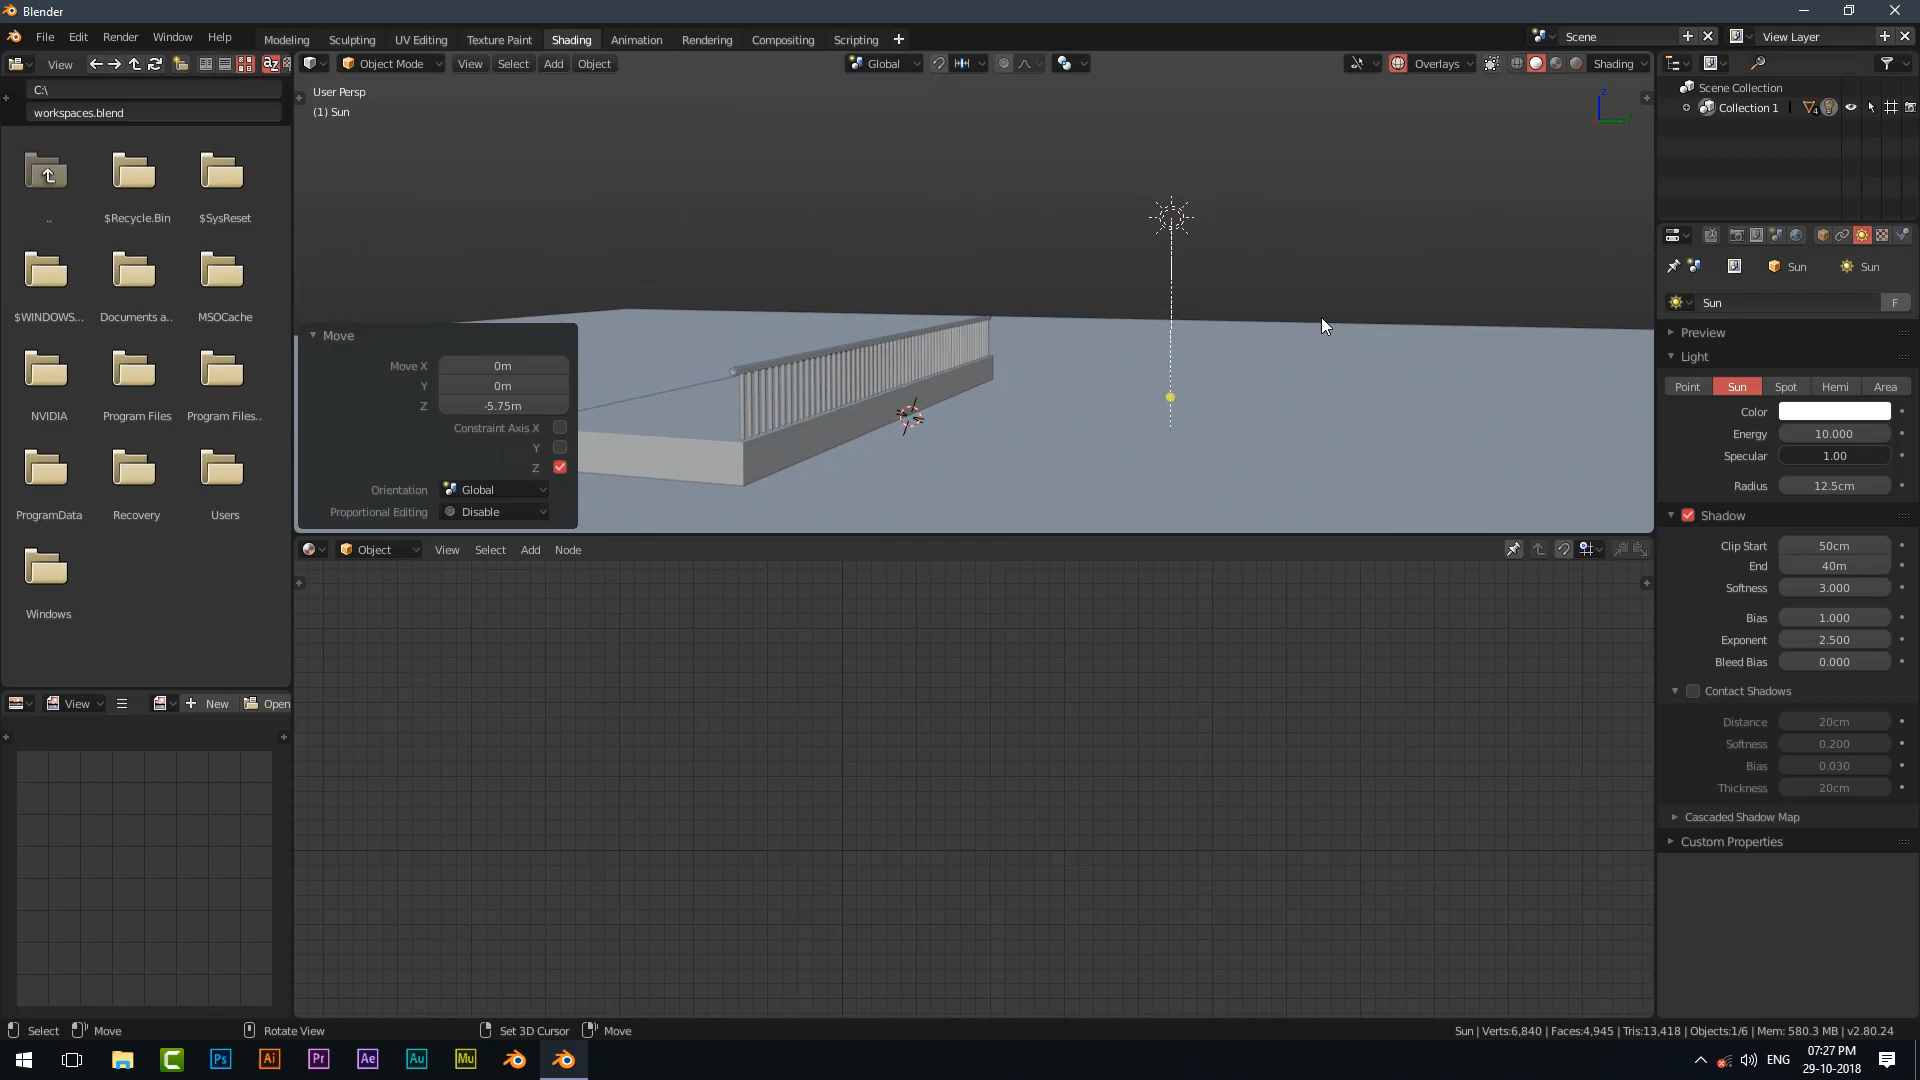 Blender
File Edit Render Window Help
Modeling Sculpting UV Editing Texture Paint Shading Animation Rendering Compositing Scripting +
Scene
View Layer
View
Object Mode View Select Add Object
Global
Overlays
Shading
C:\
workspaces.blend
User Persp
(1) Sun
Scene Collection
Collection 1
..
$Recycle.Bin
$SysReset
$WINDOWS...
Documents a..
MSOCache
NVIDIA
Program Files
Program Files..
ProgramData
Recovery
Users
Windows
Move
Move X 0m
Y 0m
Z -5.75m
Constraint Axis X
Y
Z
Orientation Global
Proportional Editing Disable
Sun Sun
Sun F
Preview
Light
Point Sun Spot Hemi Area
Color
Energy 10.000
Specular 1.00
Radius 12.5cm
Shadow
Clip Start 50cm
End 40m
Softness 3.000
Bias 1.000
Exponent 2.500
Bleed Bias 0.000
Contact Shadows
Distance 20cm
Softness 0.200
Bias 0.030
Thickness 20cm
Cascaded Shadow Map
Custom Properties
Object View Select Add Node
View New Open
Select Move Rotate View Set 3D Cursor Move
Sun | Verts:6,840 | Faces:4,945 | Tris:13,418 | Objects:1/6 | Mem: 580.3 MB | v2.80.24
Ps Ai Pr Ae Au Mu
ENG
07:27 PM
29-10-2018